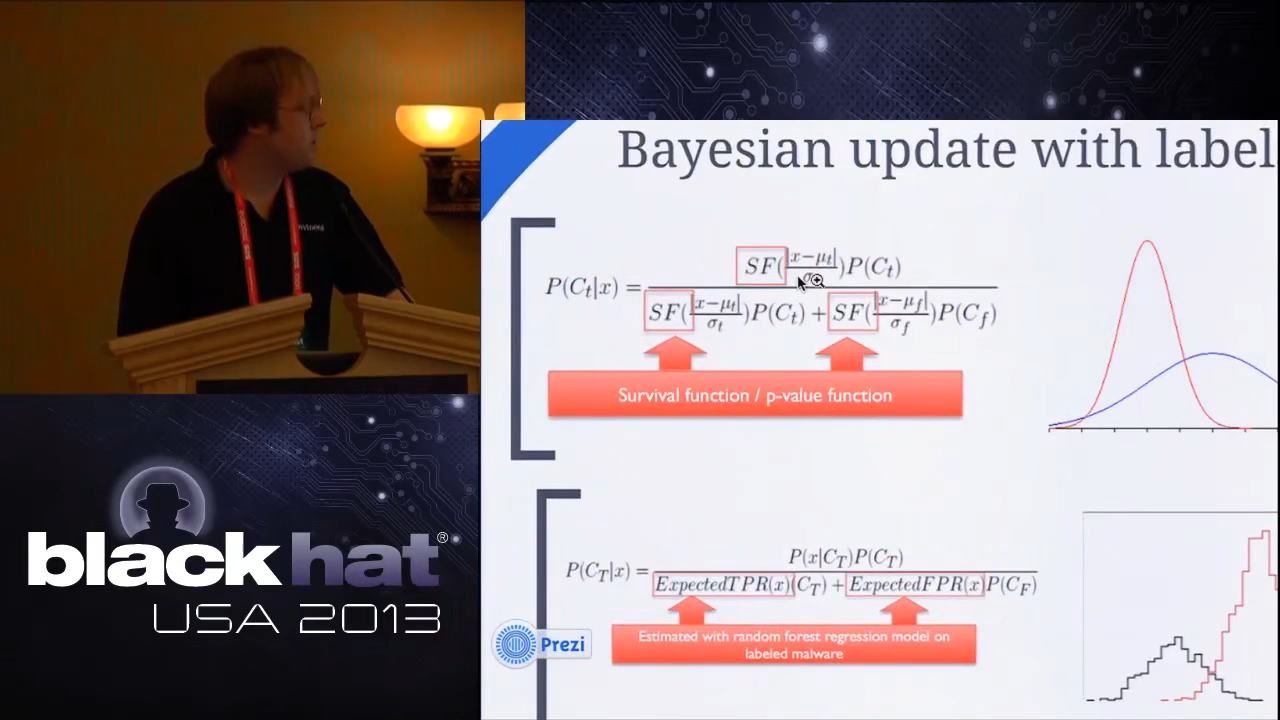 Bayesian update with label
P(C_t|x) = SF(|x−μ_t|/σ_t)P(C_t) / SF(|x−μ_t|/σ_t)P(C_t) + SF(|x−μ_f|/σ_f)P(C_f)
Survival function / p-value function
P(C_T|x) = P(x|C_T)P(C_T) / ExpectedTPR(x)(C_T) + ExpectedFPR(x)P(C_F)
Estimated with random forest regression model on
labeled malware
Prezi
black hat®
USA 2013